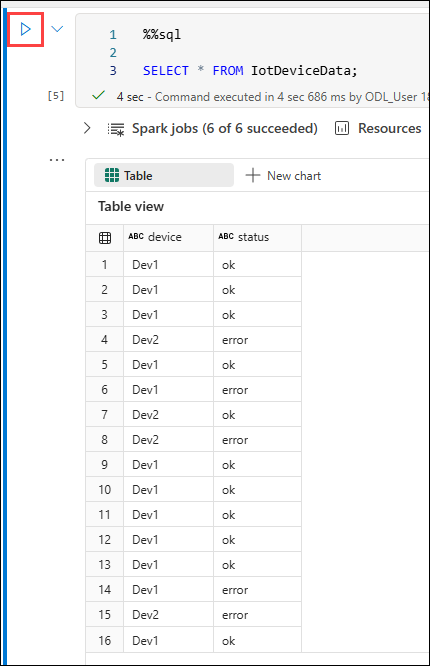 1 %%sql
2
3 SELECT * FROM IotDeviceData;
[5]
4 sec - Command executed in 4 sec 686 ms by ODL_User 18
Spark jobs (6 of 6 succeeded) Resources
Table New chart
Table view
ABC device ABC status
1 Dev1 ok
2 Dev1 ok
3 Dev1 ok
4 Dev2 error
5 Dev1 ok
6 Dev1 error
7 Dev2 ok
8 Dev2 error
9 Dev1 ok
10 Dev1 ok
11 Dev1 ok
12 Dev1 ok
13 Dev1 ok
14 Dev1 error
15 Dev2 error
16 Dev1 ok